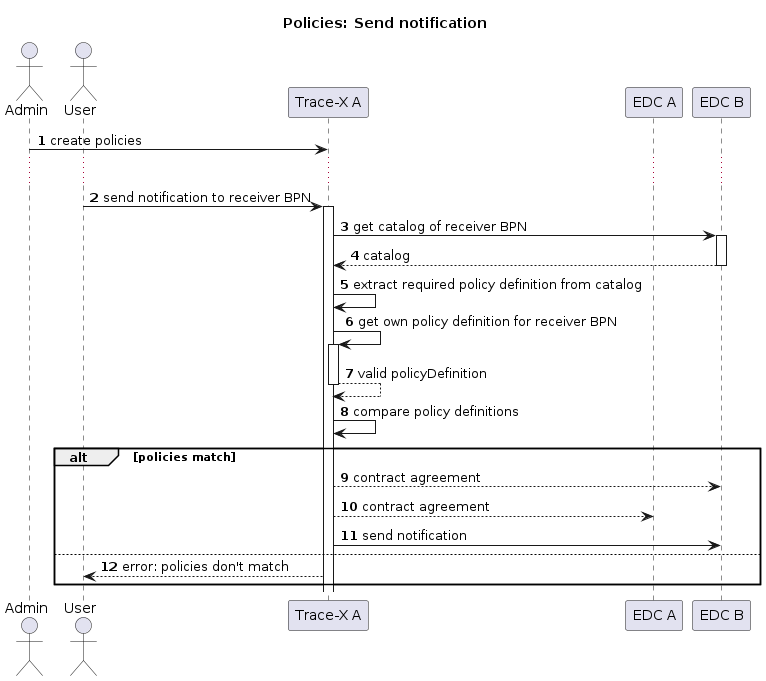 Policies: Send notification
Admin
User
Trace-X A
EDC A
EDC B
1 create policies
2 send notification to receiver BPN
3 get catalog of receiver BPN
4 catalog
5 extract required policy definition from catalog
6 get own policy definition for receiver BPN
7 valid policyDefinition
8 compare policy definitions
alt
[policies match]
9 contract agreement
10 contract agreement
11 send notification
12 error: policies don't match
Admin
User
Trace-X A
EDC A
EDC B